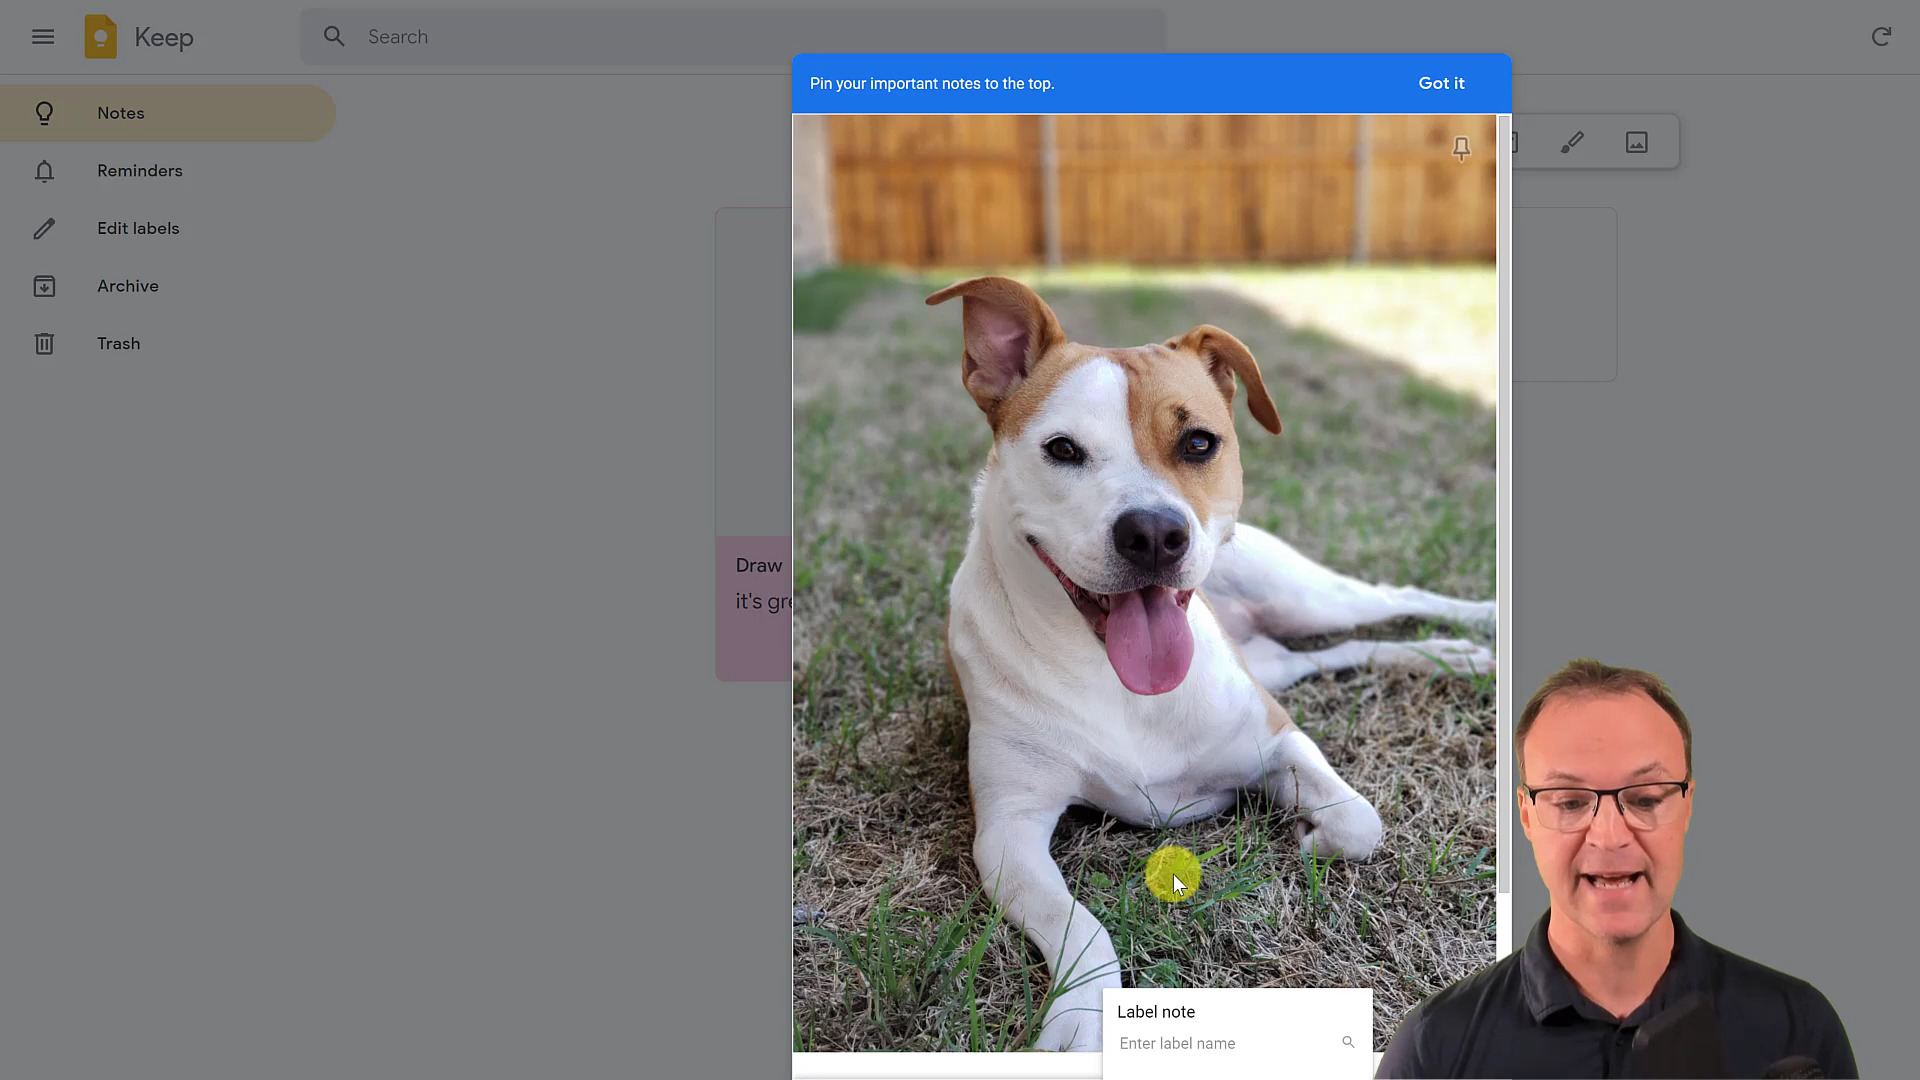 Keep
Search
Pin your important notes to the top.
Got it
Notes
Reminders
Edit labels
Archive
Trash
Draw
it's
Label note
Enter label name